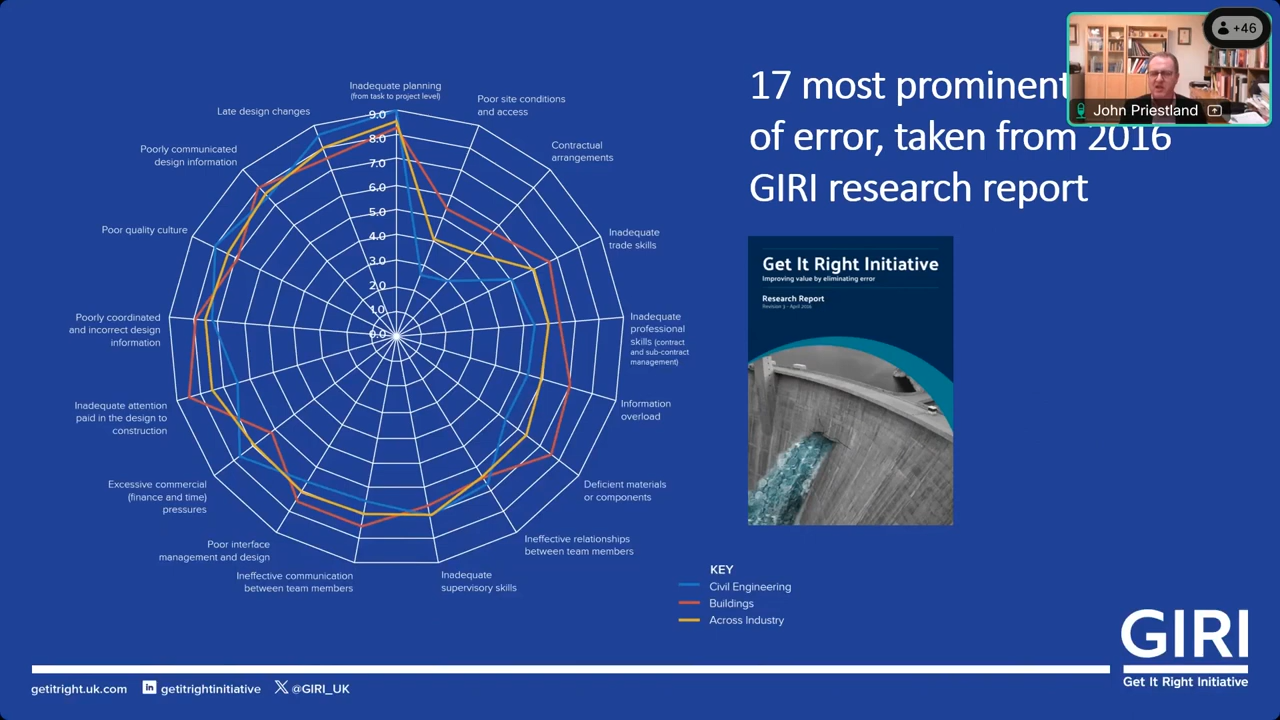 +46
John Priestland
17 most prominent
of error, taken from 2016
GIRI research report
Inadequate planning
(from task to project level)
Poor site conditions
and access
Contractual
arrangements
Inadequate
trade skills
Inadequate
professional
skills (contract
and sub-contract
management)
Information
overload
Deficient materials
or components
Ineffective relationships
between team members
Inadequate
supervisory skills
Ineffective communication
between team members
Poor interface
management and design
Excessive commercial
(finance and time)
pressures
Inadequate attention
paid in the design to
construction
Poorly coordinated
and incorrect design
information
Poor quality culture
Poorly communicated
design information
Late design changes
9.0
8.0
7.0
6.0
5.0
4.0
3.0
2.0
1.0
0.0
Get It Right Initiative
Improving value by eliminating error
Research Report
Revision 3 - April 2016
KEY
Civil Engineering
Buildings
Across Industry
GIRI
Get It Right Initiative
getitright.uk.com
in getitrightinitiative
X @GIRI_UK